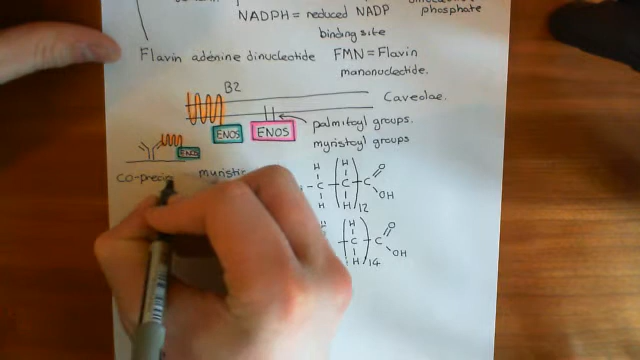 NADPH = reduced NADP phosphate
binding site
Flavin adenine dinucleotide FMN = Flavin
mononucleotide.
B2
Caveolae.
ENOS ENOS palmitoyl groups.
myristoyl groups
ENOS
co-precip myristic
H H O
C C C OH
H H 12
H O
C C OH
H 14